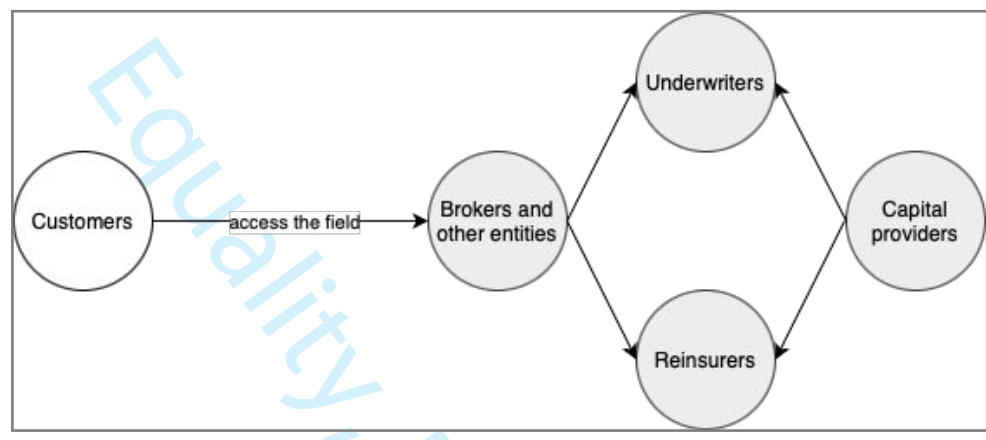 Underwriters
Customers
access the field
Brokers and
other entities
Capital
providers
Reinsurers
Equality